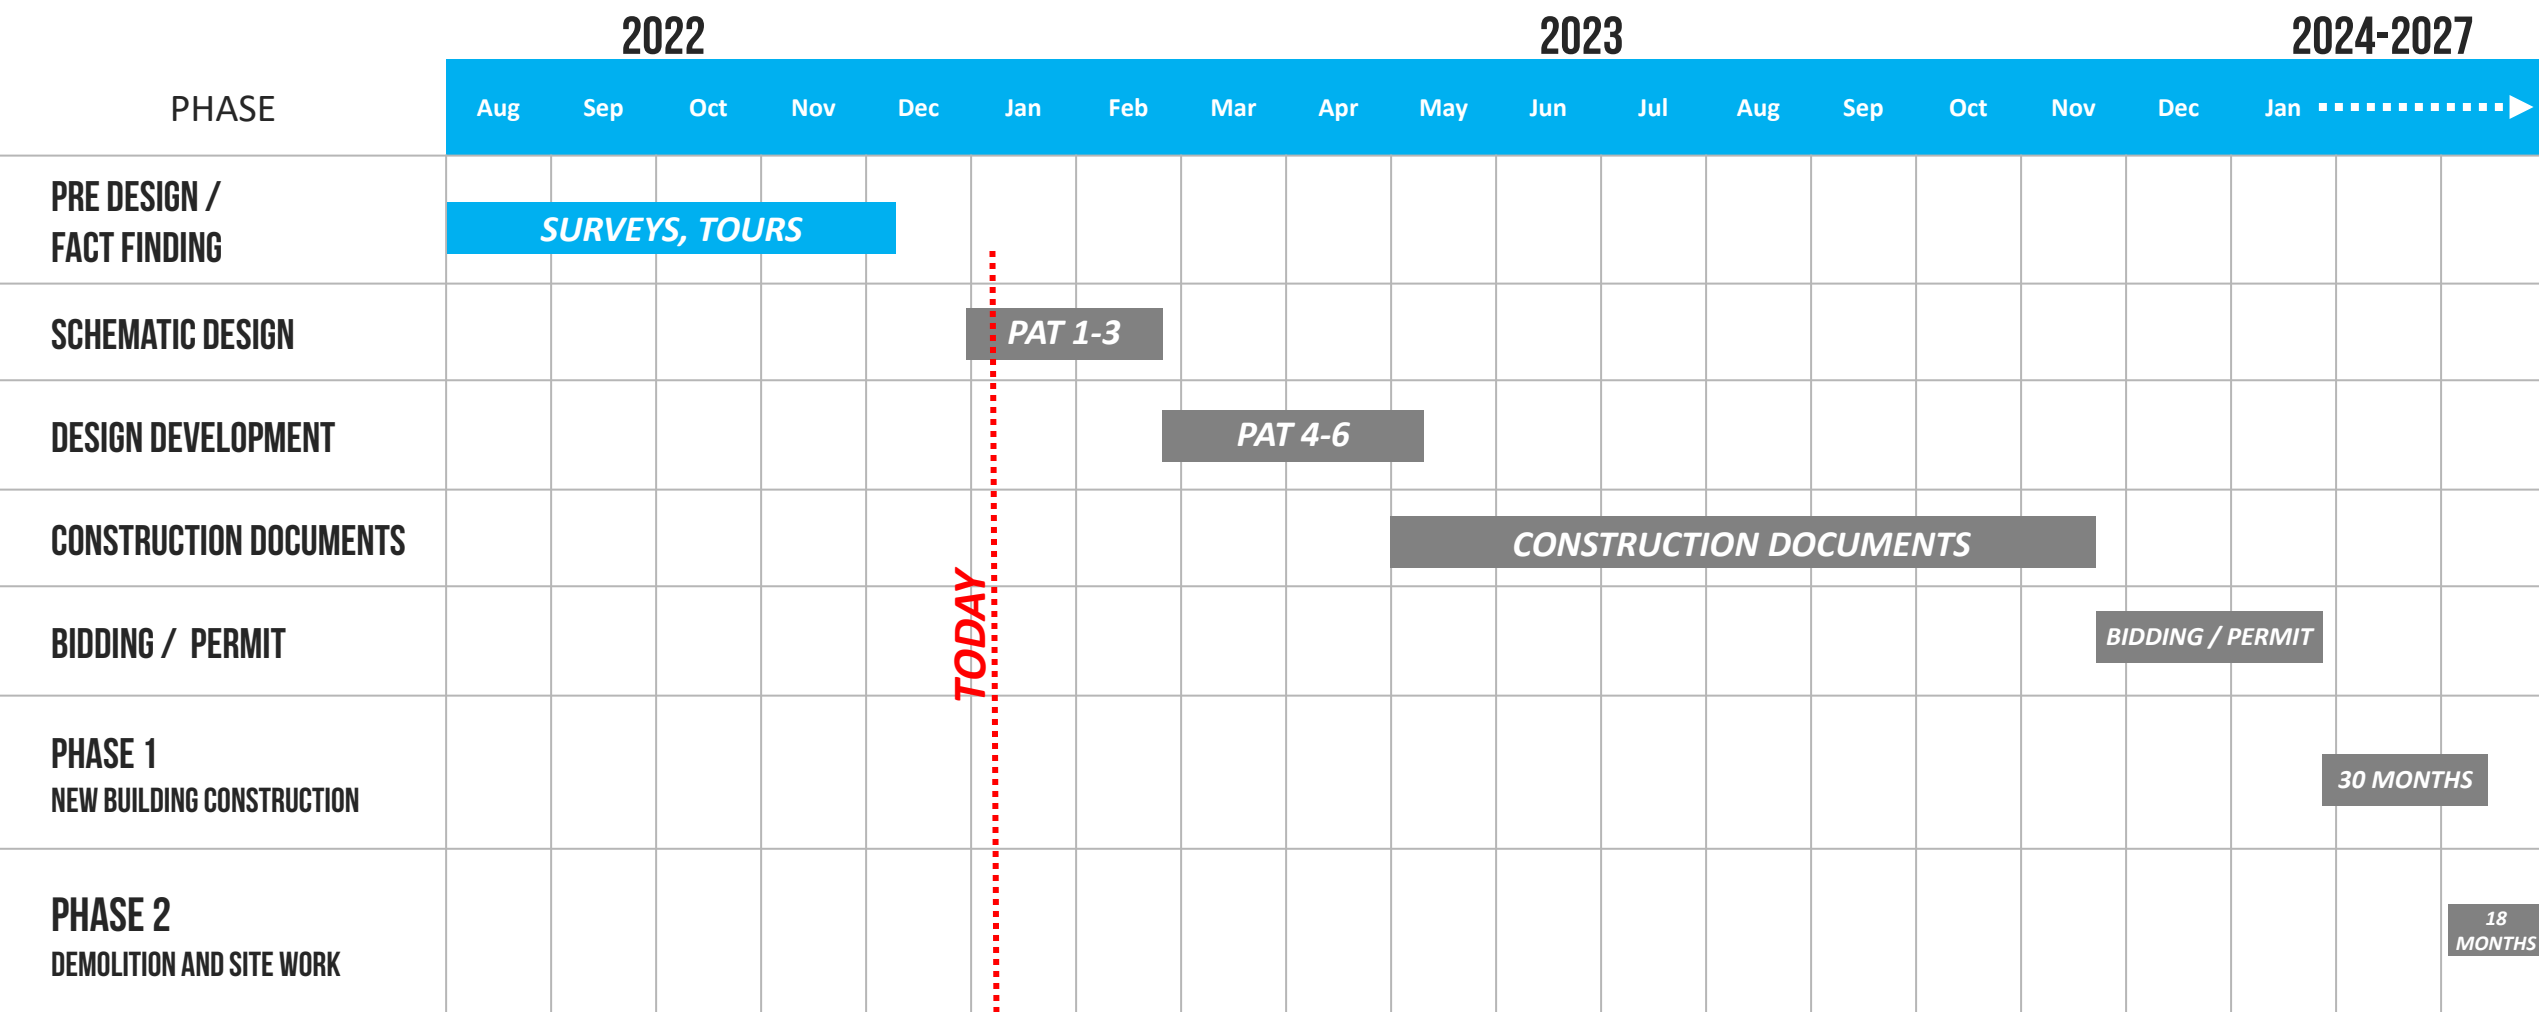 2022 2023 2024-2027
PHASE Aug Sep Oct Nov Dec Jan Feb Mar Apr May Jun Jul Aug Sep Oct Nov Dec Jan
PRE DESIGN /
FACT FINDING
SURVEYS, TOURS
SCHEMATIC DESIGN
PAT 1-3
DESIGN DEVELOPMENT
PAT 4-6
CONSTRUCTION DOCUMENTS
CONSTRUCTION DOCUMENTS
TODAY
BIDDING / PERMIT
BIDDING / PERMIT
PHASE 1
NEW BUILDING CONSTRUCTION
30 MONTHS
PHASE 2
DEMOLITION AND SITE WORK
18
MONTHS